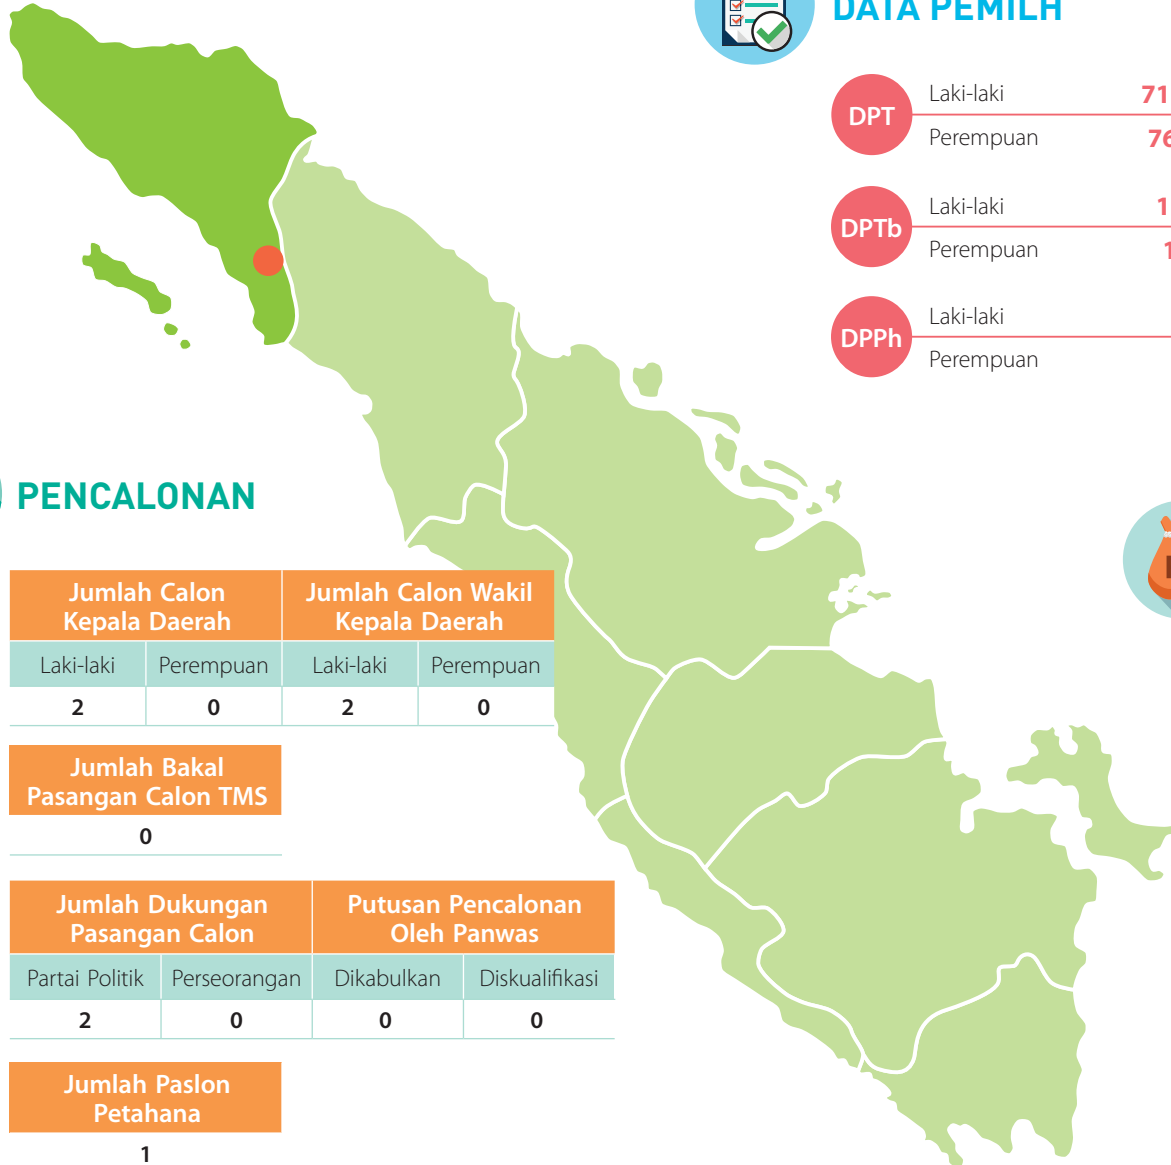 DATA PEMILH
DPT
Laki-laki 71
Perempuan 76
DPTb
Laki-laki 1
Perempuan 1
DPPh
Laki-laki
Perempuan
PENCALONAN
Jumlah Calon Kepala Daerah
Jumlah Calon Wakil Kepala Daerah
Laki-laki Perempuan Laki-laki Perempuan
2 0 2 0
Jumlah Bakal
Pasangan Calon TMS
0
Jumlah Dukungan Pasangan Calon
Putusan Pencalonan Oleh Panwas
Partai Politik Perseorangan Dikabulkan Diskualifikasi
2 0 0 0
Jumlah Paslon
Petahana
1